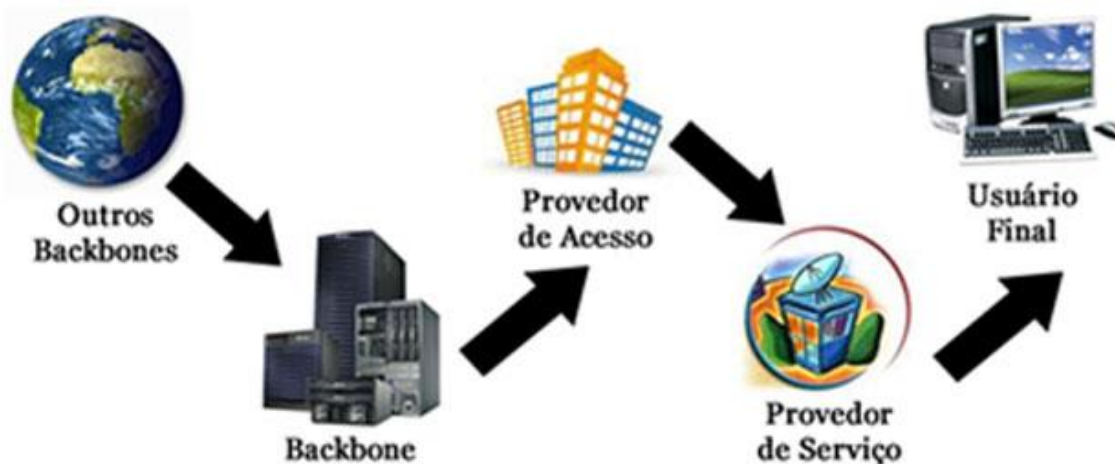 Outros
Backbones
Backbone
Provedor
de Acesso
Provedor
de Serviço
Usuário
Final